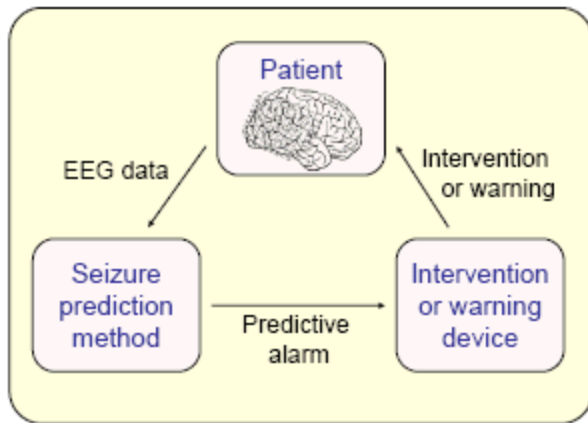 Patient
EEG data
Intervention
or warning
Seizure
prediction
method
Predictive
alarm
Intervention
or warning
device